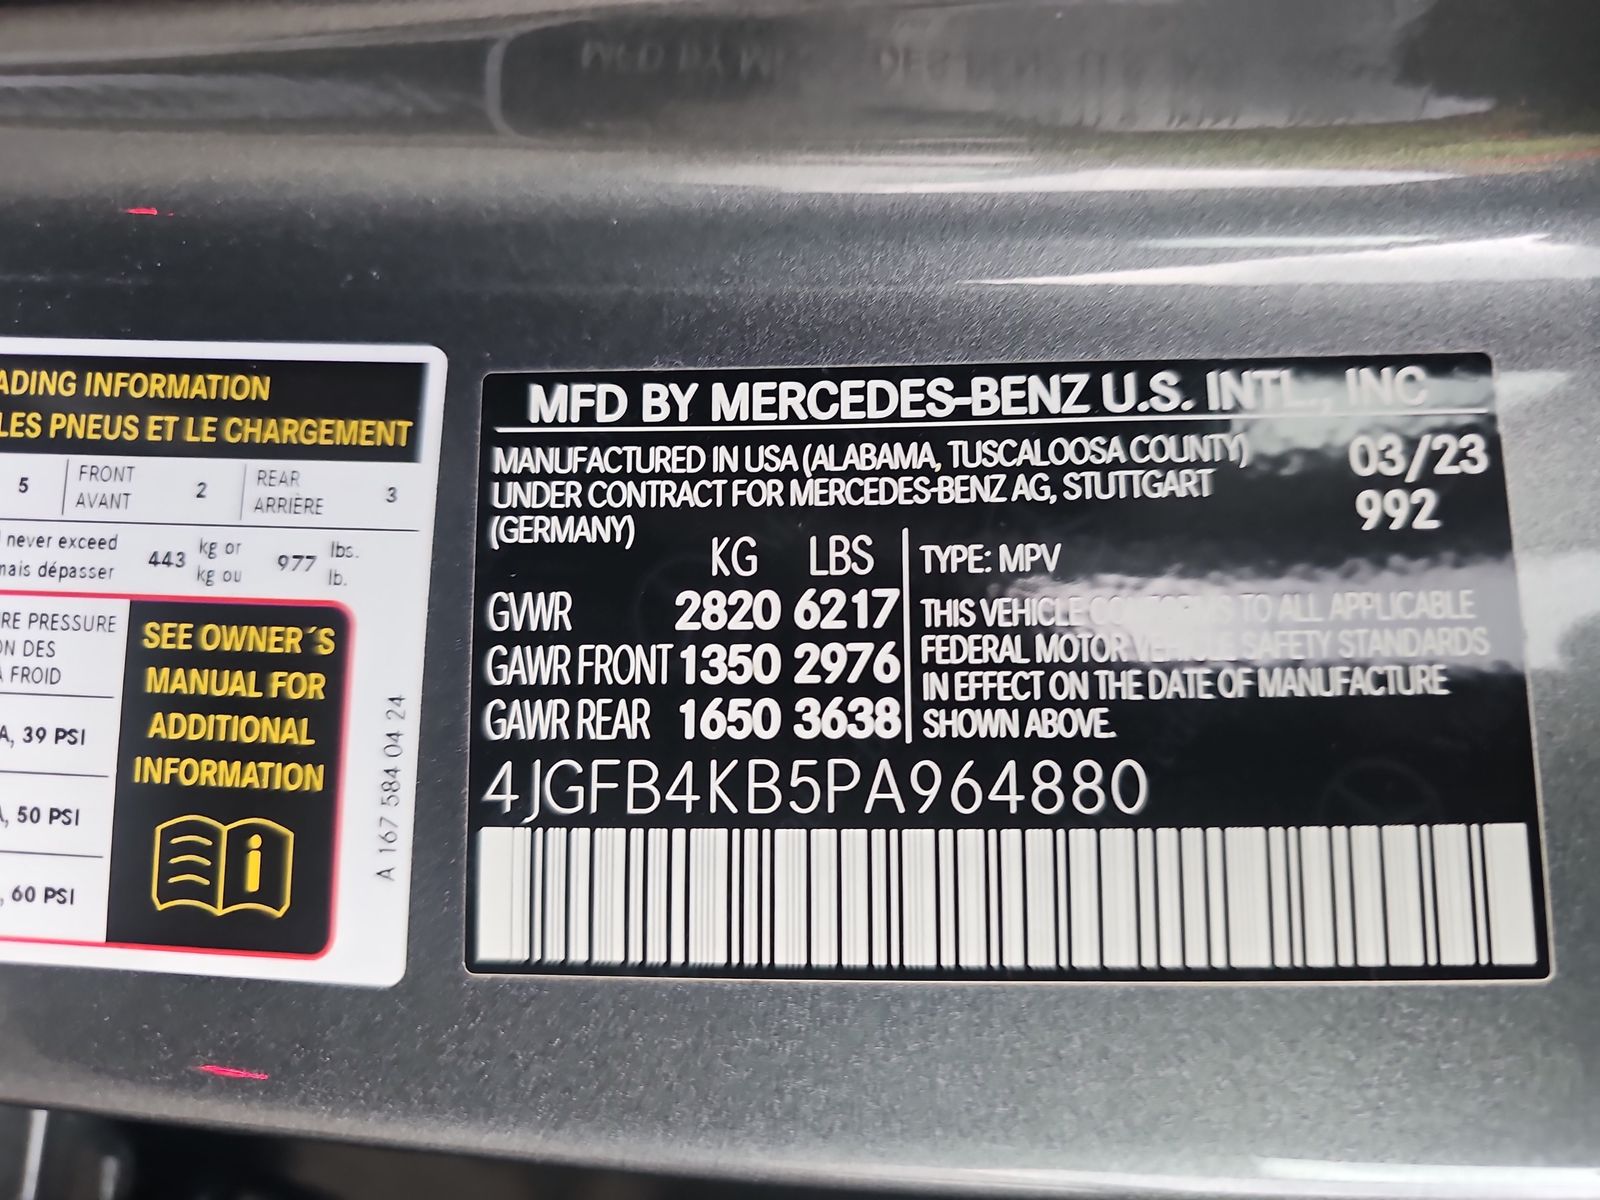 ADING INFORMATION
LES PNEUS ET LE CHARGEMENT
5 FRONT AVANT 2 REAR ARRIÈRE 3
never exceed 443 kg or 977 lbs.
mais dépasser kg ou lb.
RE PRESSURE
ON DES
À FROID
A, 39 PSI
A, 50 PSI
, 60 PSI
SEE OWNER´S
MANUAL FOR
ADDITIONAL
INFORMATION
i
A 167 584 04 24
MFD BY MERCEDES-BENZ U.S. INTL., INC
MANUFACTURED IN USA (ALABAMA, TUSCALOOSA COUNTY) 03/23
UNDER CONTRACT FOR MERCEDES-BENZ AG, STUTTGART 992
(GERMANY)
KG LBS
GVWR 2820 6217
GAWR FRONT 1350 2976
GAWR REAR 1650 3638
TYPE: MPV
THIS VEHICLE CONFORMS TO ALL APPLICABLE
FEDERAL MOTOR VEHICLE SAFETY STANDARDS
IN EFFECT ON THE DATE OF MANUFACTURE
SHOWN ABOVE.
4JGFB4KB5PA964880